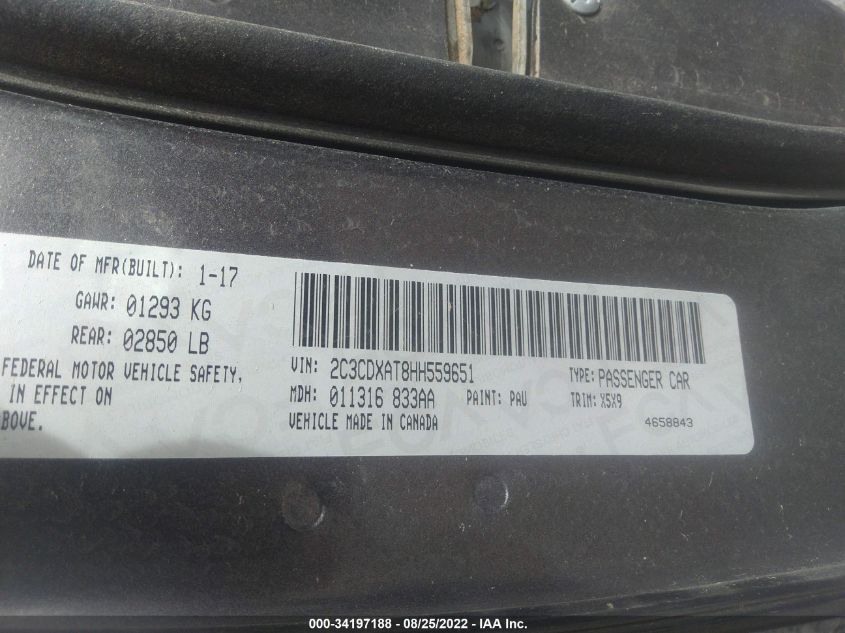 DATE OF MFR(BUILT): 1-17
GAWR: 01293 KG
REAR: 02850 LB
FEDERAL MOTOR VEHICLE SAFETY,
IN EFFECT ON
BOVE.
VIN: 2C3CDXAT8HH559651
TYPE: PASSENGER CAR
MDH: 011316 833AA PAINT: PAU TRIM: X5X9
VEHICLE MADE IN CANADA
4658843
000-34197188 - 08/25/2022 - IAA Inc.